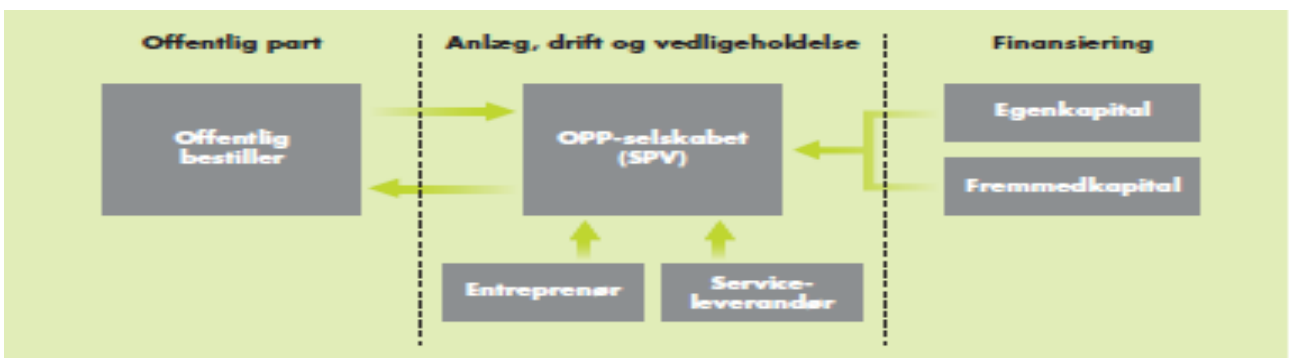 Offentlig part
Anlæg, drift og vedligeholdelse
Finansiering
Offentlig
bestiller
OPP-selskabet
(SPV)
Egenkapital
Fremmedkapital
Entreprenør
Service-
leverandør